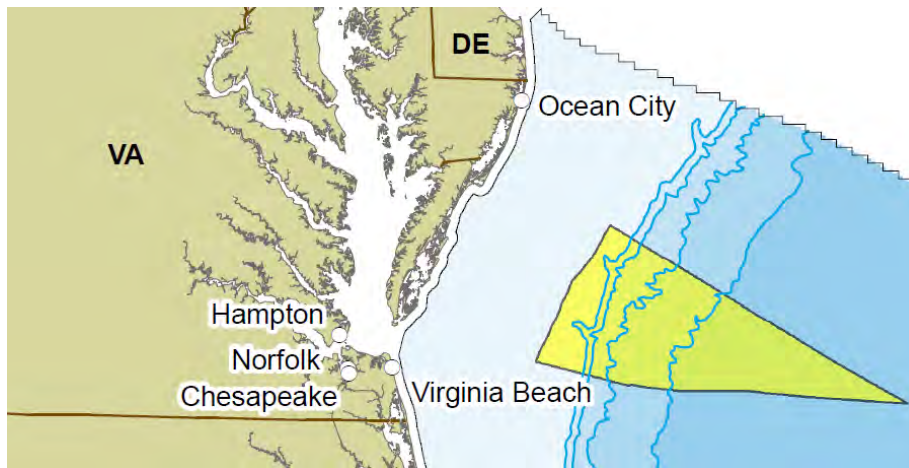 DE
Ocean City
VA
Hampton
Norfolk
Chesapeake
Virginia Beach